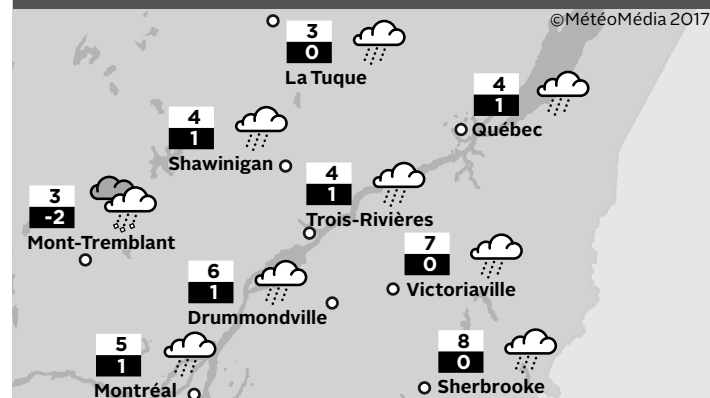 ©MétéoMédia 2017
3
0
La Tuque
4
1
Québec
4
1
Shawinigan
4
1
Trois-Rivières
3
-2
Mont-Tremblant
7
0
Victoriaville
6
1
Drummondville
5
1
Montréal
8
0
Sherbrooke